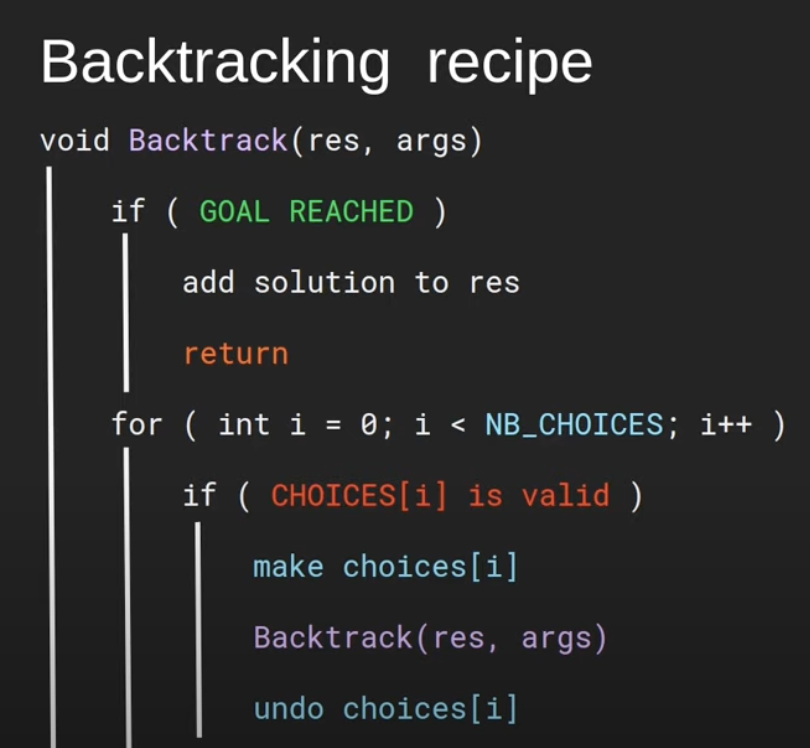 Backtracking recipe
void Backtrack(res, args)
if ( GOAL REACHED )
add solution to res
return
for ( int i = 0; i < NB_CHOICES; i++ )
if ( CHOICES[i] is valid )
make choices[i]
Backtrack(res, args)
undo choices[i]